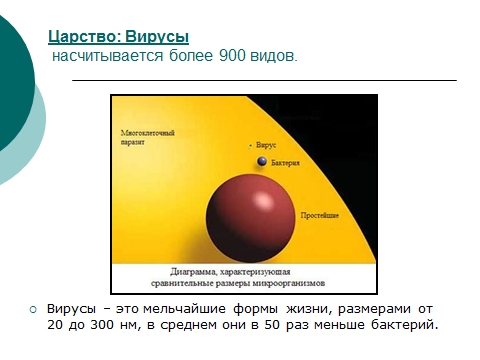 Царство: Вирусы
насчитывается более 900 видов.
Многоклеточный
паразит
Вирус
Бактерия
Простейшие
Диаграмма, характеризующая
сравнительные размеры микроорганизмов
Вирусы – это мельчайшие формы жизни, размерами от
20 до 300 нм, в среднем они в 50 раз меньше бактерий.